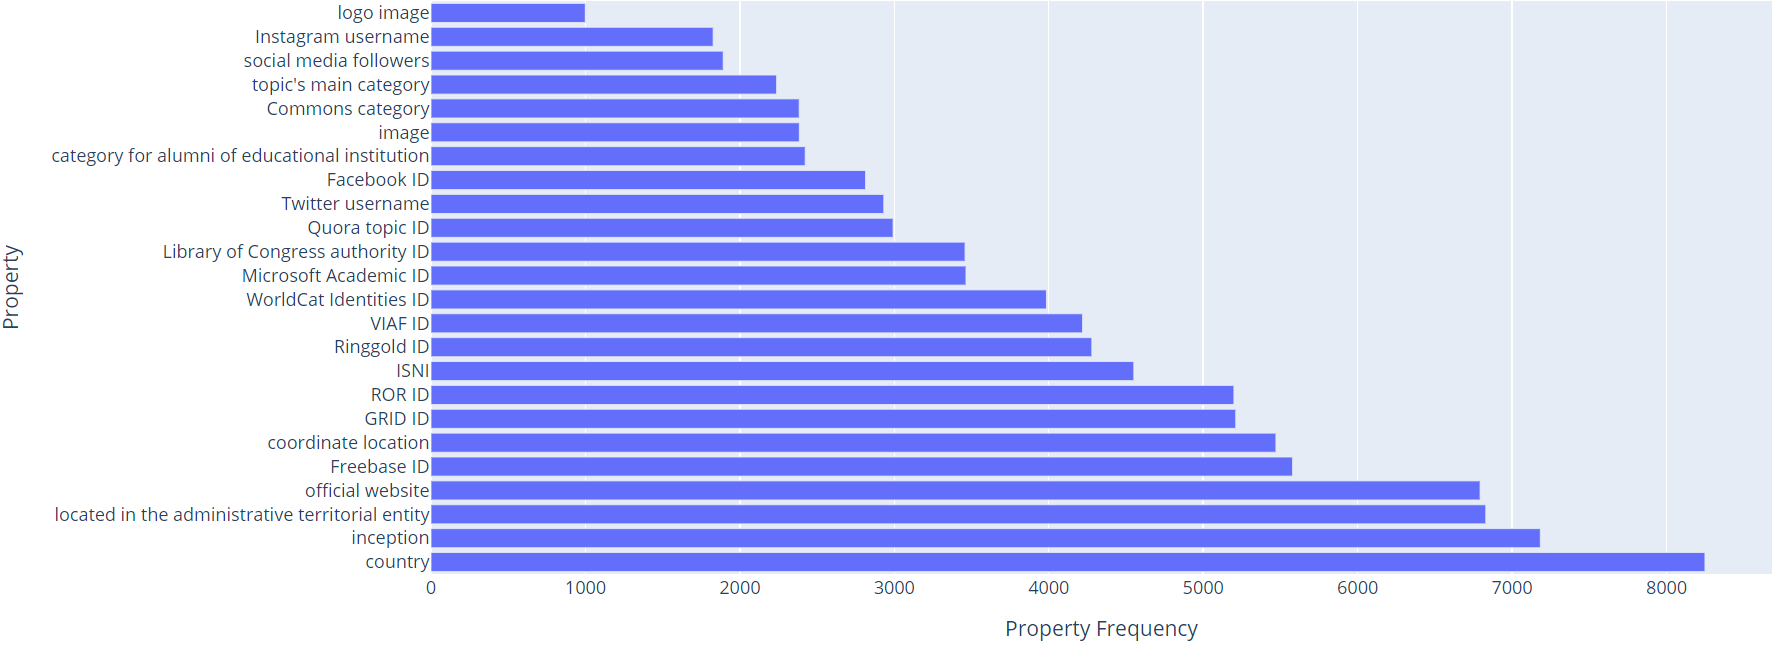 logo image
Instagram username
social media followers
topic's main category
Commons category
image
category for alumni of educational institution
Facebook ID
Twitter username
Quora topic ID
Library of Congress authority ID
Microsoft Academic ID
WorldCat Identities ID
VIAF ID
Ringgold ID
ISNI
ROR ID
GRID ID
coordinate location
Freebase ID
official website
located in the administrative territorial entity
inception
country
Property
0 1000 2000 3000 4000 5000 6000 7000 8000
Property Frequency